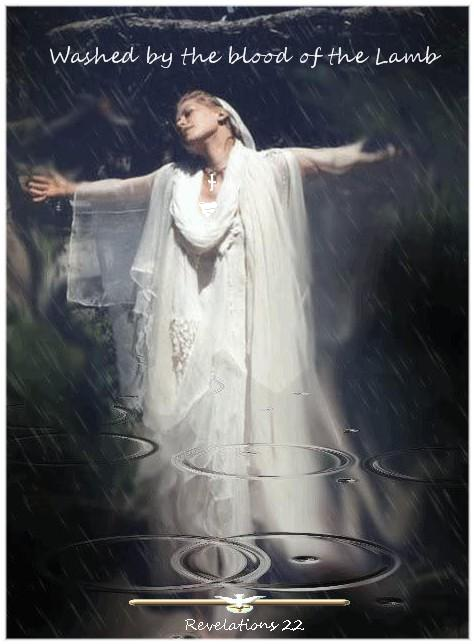 Washed by the blood of the Lamb
Revelations 22